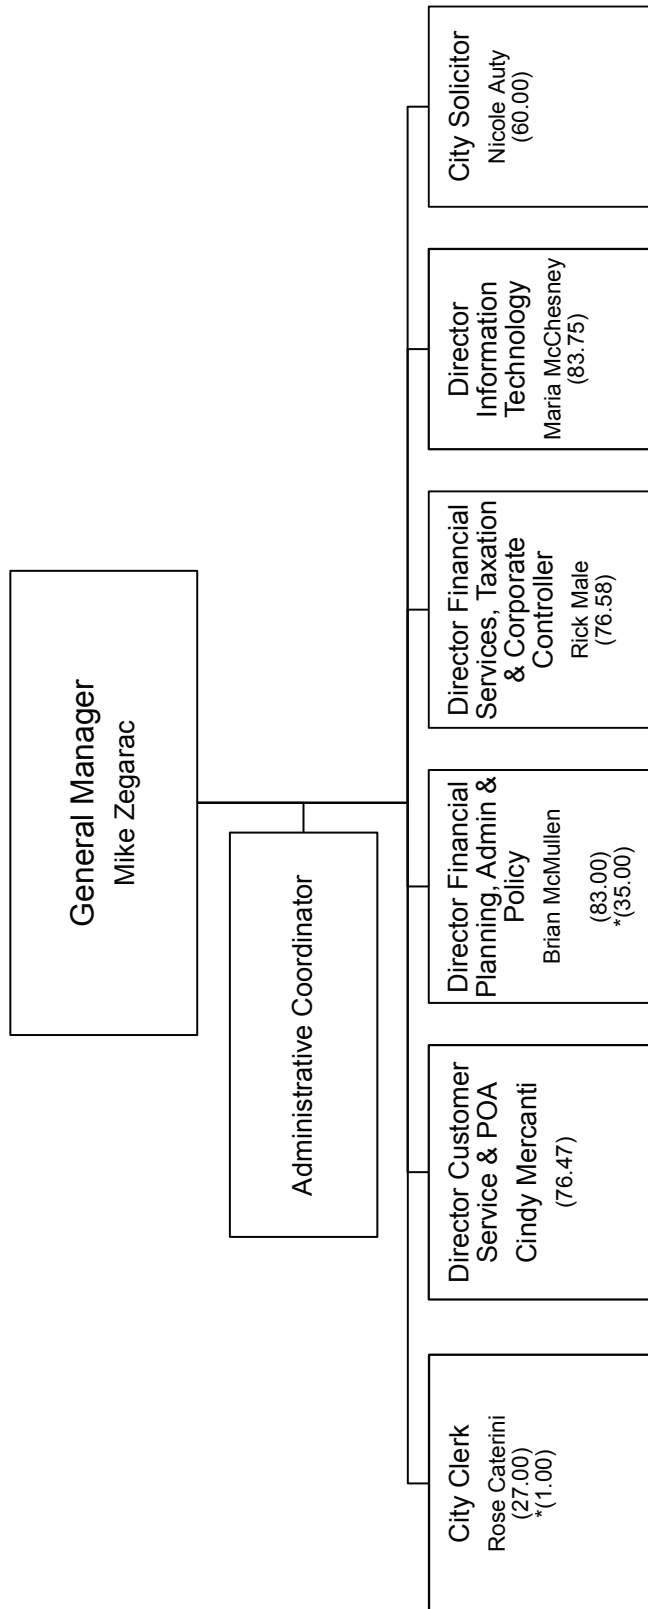 General Manager
Mike Zegarac
Administrative Coordinator
City Clerk
Rose Caterini
(27.00)
*(1.00)
Director Customer
Service & POA
Cindy Mercanti
(76.47)
Director Financial
Planning, Admin &
Policy
Brian McMullen
(83.00)
*(35.00)
Director Financial
Services, Taxation
& Corporate
Controller
Rick Male
(76.58)
Director
Information
Technology
Maria McChesney
(83.75)
City Solicitor
Nicole Auty
(60.00)